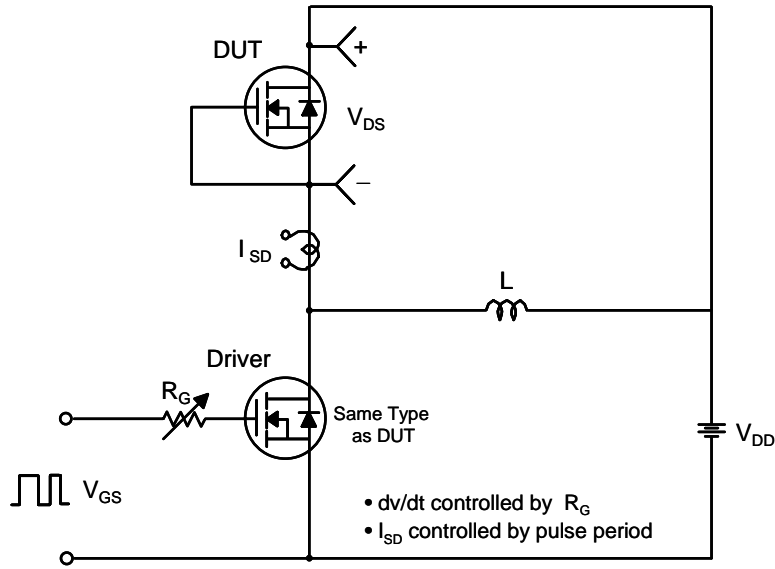 DUT
+
V_DS
–
I_SD
L
Driver
R_G
Same Type
as DUT
V_DD
V_GS
• dv/dt controlled by R_G
• I_SD controlled by pulse period